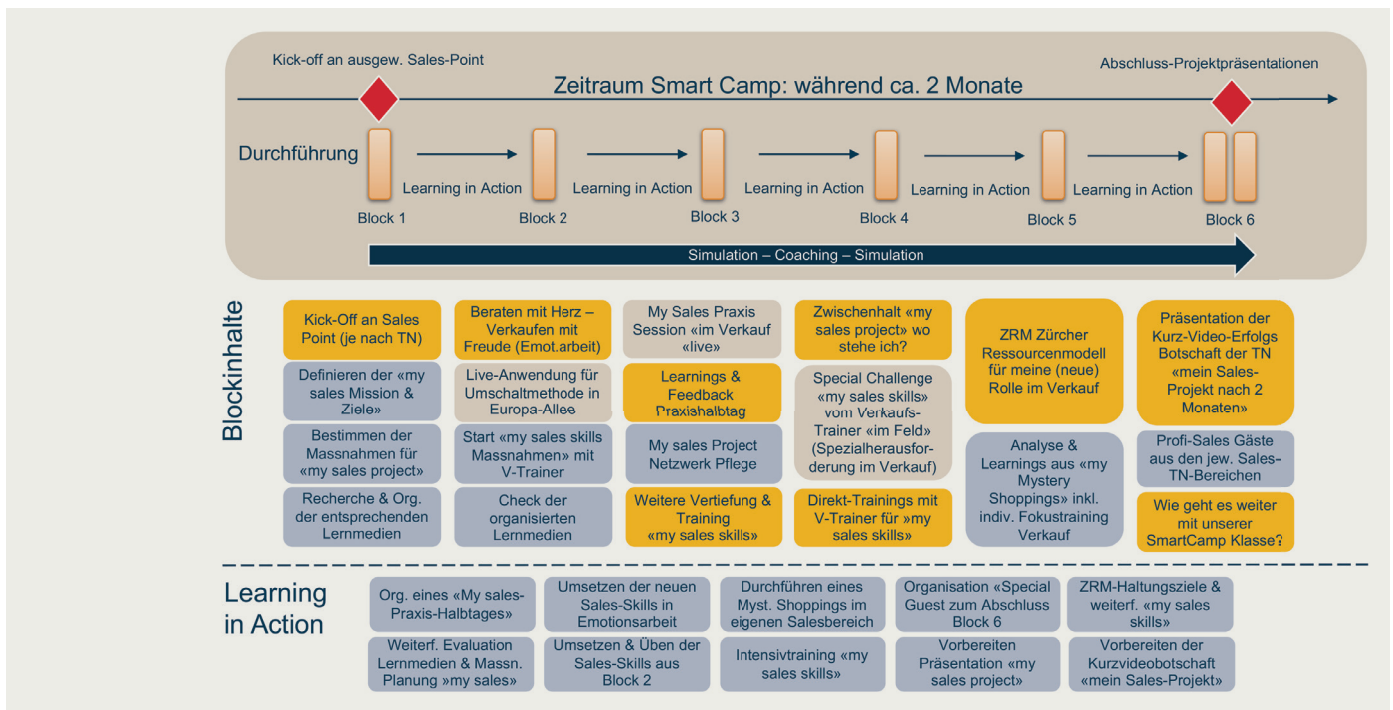 Kick-off an ausgew. Sales-Point
Abschluss-Projektpräsentationen
Zeitraum Smart Camp: während ca. 2 Monate
Durchführung
Learning in Action
Learning in Action
Learning in Action
Learning in Action
Learning in Action
Block 1
Block 2
Block 3
Block 4
Block 5
Block 6
Simulation – Coaching – Simulation
Blockinhalte
Kick-Off an Sales
Point (je nach TN)
Definieren der «my
sales Mission &
Ziele»
Bestimmen der
Massnahmen für
«my sales project»
Recherche & Org.
der entsprechenden
Lernmedien
Beraten mit Herz –
Verkaufen mit
Freude (Emot.arbeit)
Live-Anwendung für
Umschaltmethode in
Europa-Allee
Start «my sales skills
Massnahmen» mit
V-Trainer
Check der
organisierten
Lernmedien
My Sales Praxis
Session «im Verkauf
«live»
Learnings &
Feedback
Praxishalbtag
My sales Project
Netzwerk Pflege
Weitere Vertiefung &
Training
«my sales skills»
Zwischenhalt «my
sales project» wo
stehe ich?
Special Challenge
«my sales skills»
vom Verkaufs-
Trainer «im Feld»
(Spezialherausfor-
derung im Verkauf)
Direkt-Trainings mit
V-Trainer für »my
sales skills»
ZRM Zürcher
Ressourcenmodell
für meine (neue)
Rolle im Verkauf
Analyse &
Learnings aus «my
Mystery
Shoppings» inkl.
indiv. Fokustraining
Verkauf
Präsentation der
Kurz-Video-Erfolgs
Botschaft der TN
«mein Sales-
Projekt nach 2
Monaten»
Profi-Sales Gäste
aus den jew. Sales-
TN-Bereichen
Wie geht es weiter
mit unserer
SmartCamp Klasse?
Learning
in Action
Org. eines «My sales-
Praxis-Halbtages»
Weiterf. Evaluation
Lernmedien & Massn.
Planung »my sales»
Umsetzen der neuen
Sales-Skills in
Emotionsarbeit
Umsetzen & Üben der
Sales-Skills aus
Block 2
Durchführen eines
Myst. Shoppings im
eigenen Salesbereich
Intensivtraining «my
sales skills»
Organisation «Special
Guest zum Abschluss
Block 6
Vorbereiten
Präsentation «my
sales project»
ZRM-Haltungsziele &
weiterf. «my sales
skills»
Vorbereiten der
Kurzvideobotschaft
«mein Sales-Projekt»